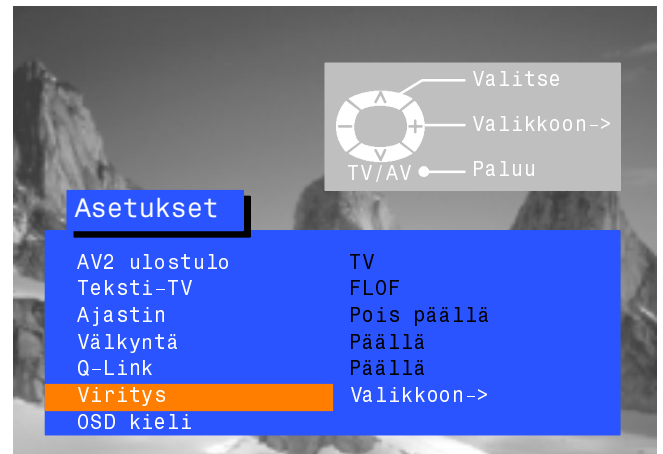 Valitse
Valikkoon->
TV/AV Paluu
Asetukset
AV2 ulostulo TV
Teksti-TV FLOF
Ajastin Pois päällä
Välkyntä Päällä
Q-Link Päällä
Viritys Valikkoon->
OSD kieli